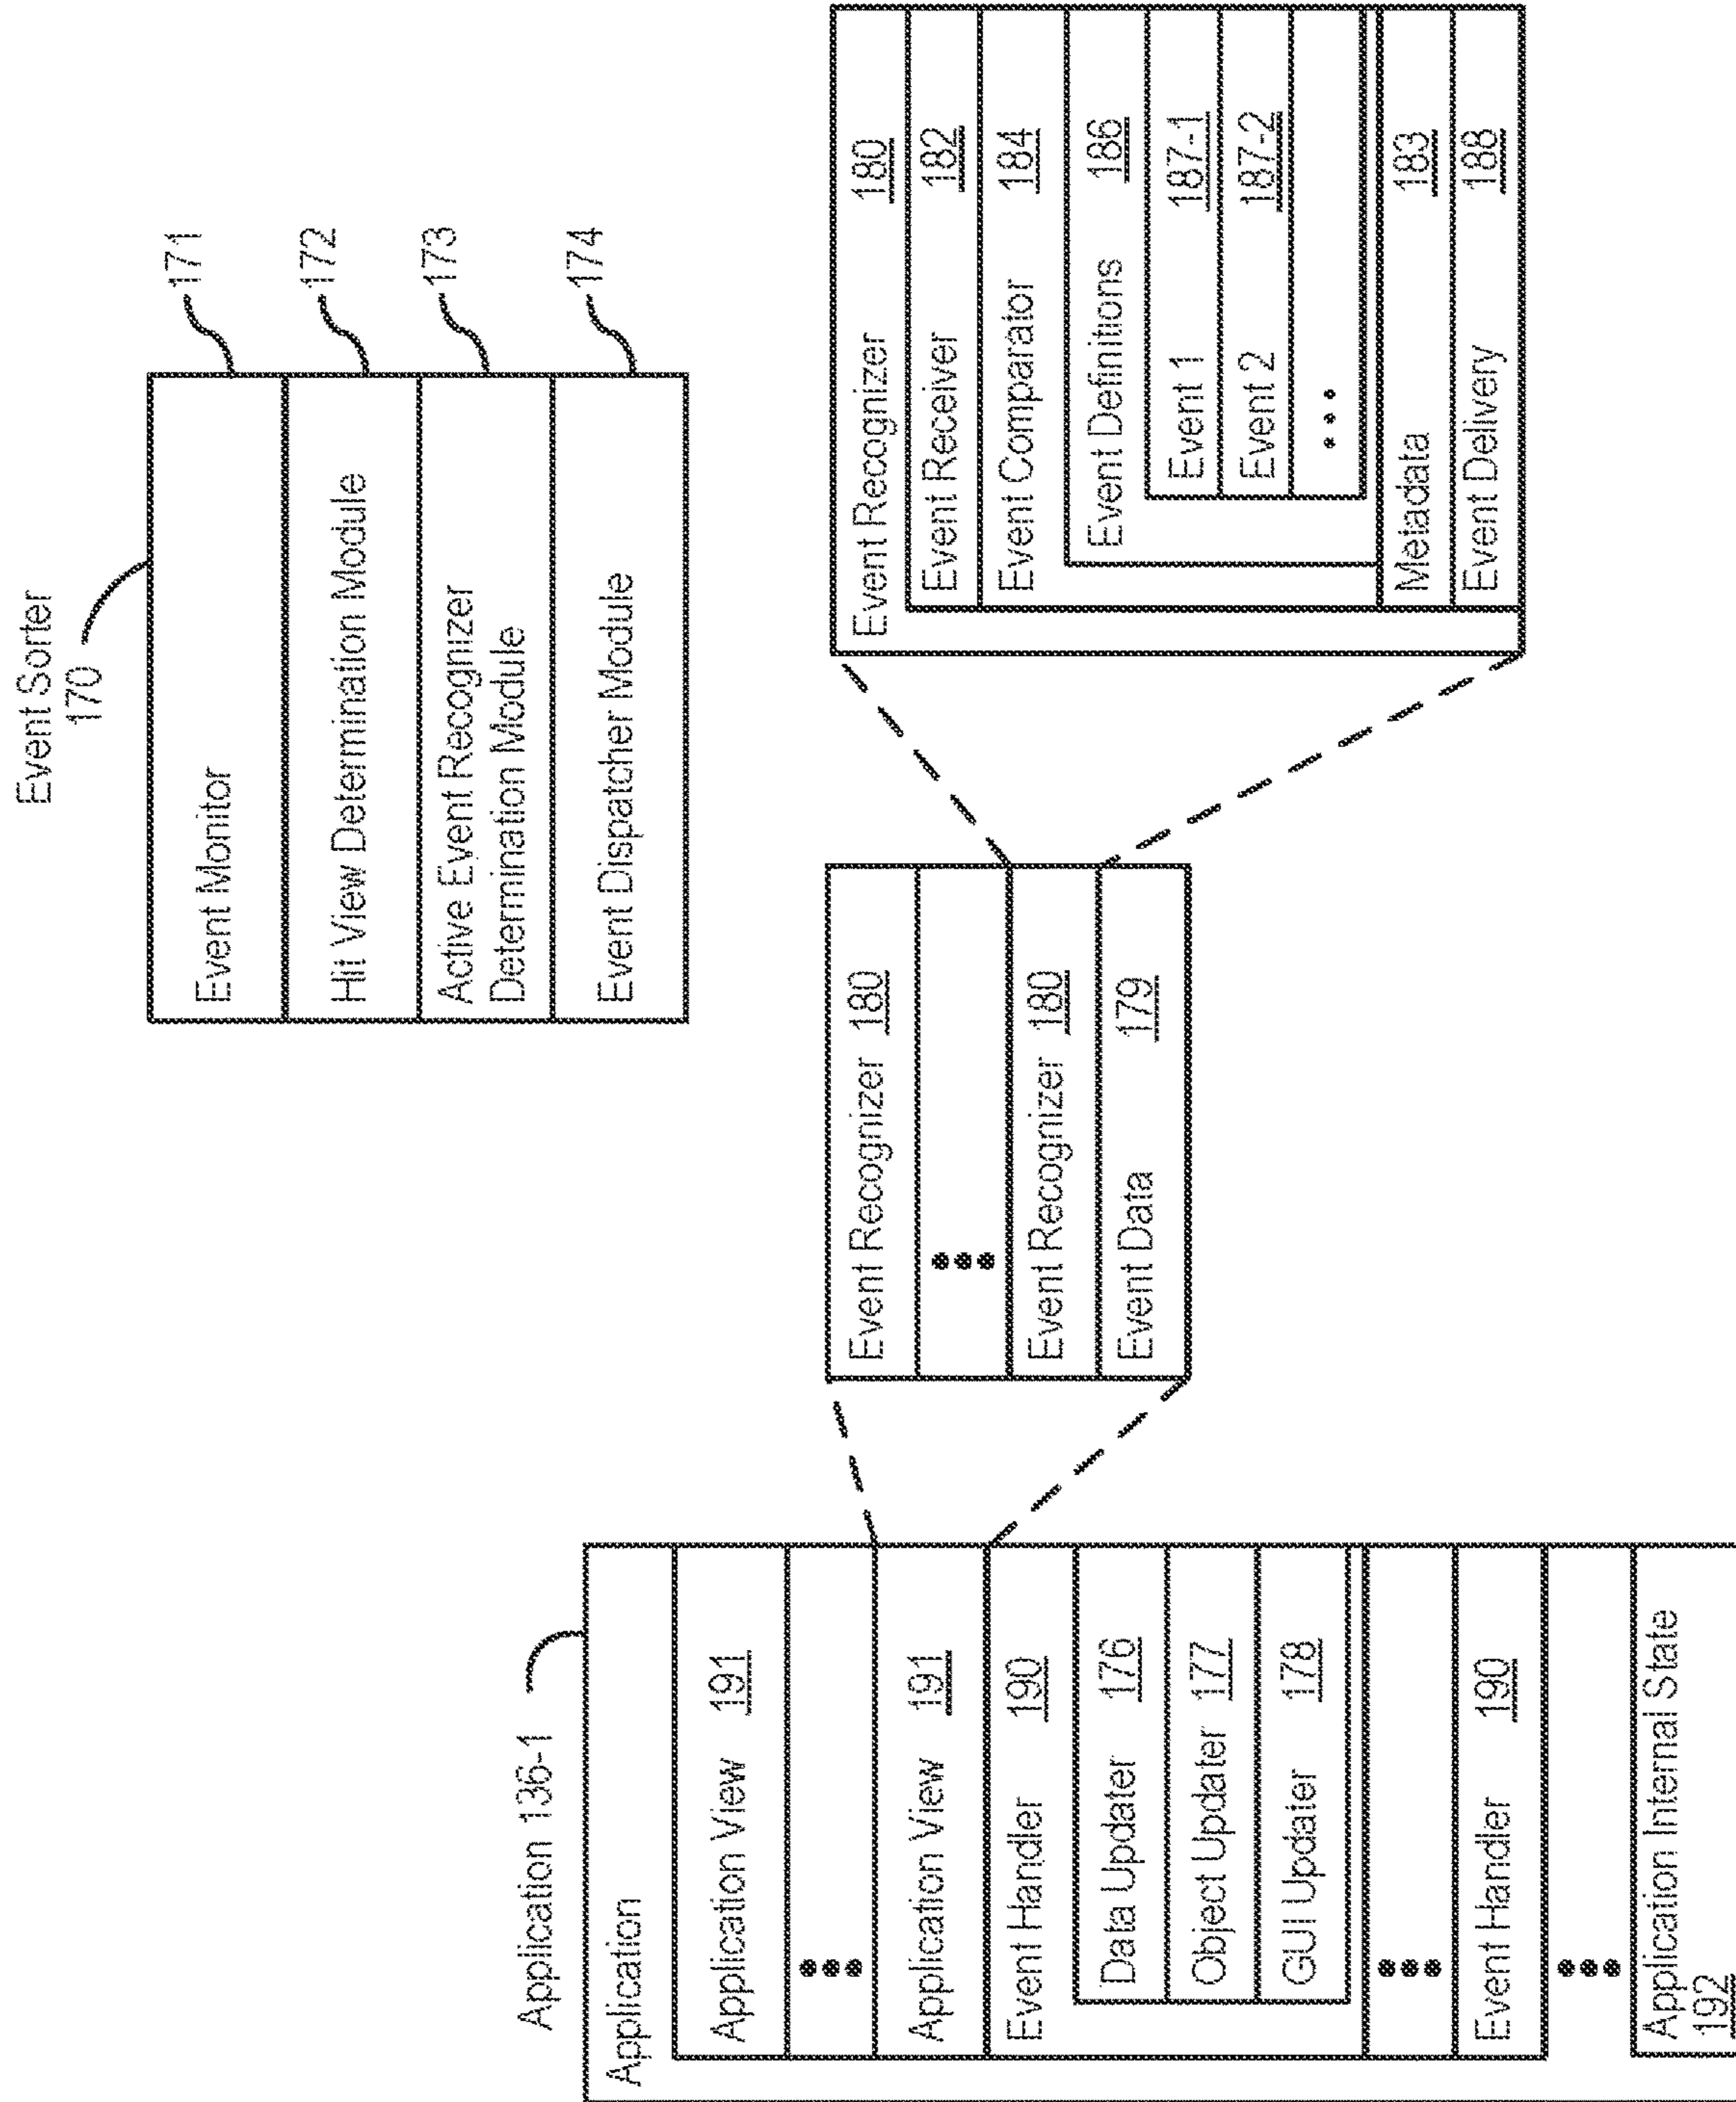 Event Sorter
170
Event Monitor
171
Hit View Determination Module
172
Active Event Recognizer
Determination Module
173
Event Dispatcher Module
174
Application 136-1
Application
Application View 191
Application View 191
Event Handler 190
Data Updater 176
Object Updater 177
GUI Updater 178
Event Handler 190
Application Internal State
192
Event Recognizer 180
Event Recognizer 180
Event Data 179
Event Recognizer 180
Event Receiver 182
Event Comparator 184
Event Definitions 186
Event 1 187-1
Event 2 187-2
Metadata 183
Event Delivery 188